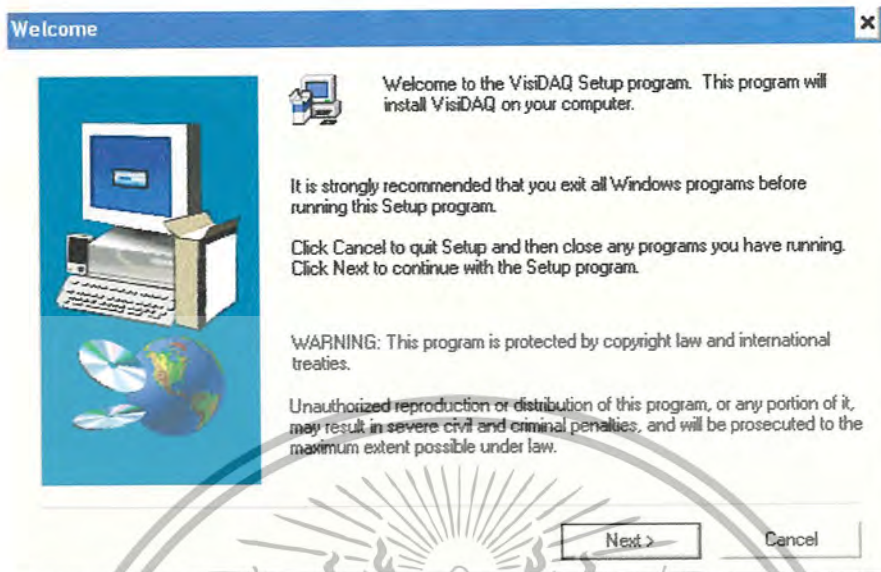 Welcome
Welcome to the VisiDAQ Setup program. This program will
install VisiDAQ on your computer.
It is strongly recommended that you exit all Windows programs before
running this Setup program.
Click Cancel to quit Setup and then close any programs you have running.
Click Next to continue with the Setup program.
WARNING: This program is protected by copyright law and international
treaties.
Unauthorized reproduction or distribution of this program, or any portion of it,
may result in severe civil and criminal penalties, and will be prosecuted to the
maximum extent possible under law.
Next > Cancel